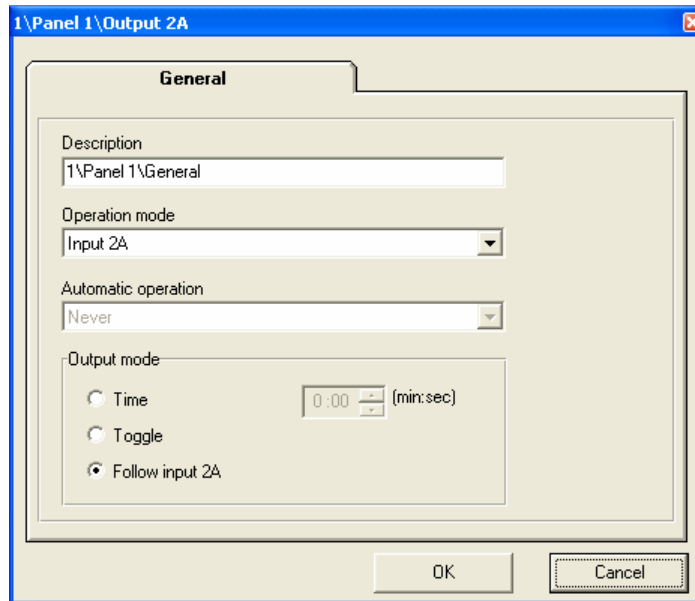 1\Panel 1\Output 2A
General
Description
1\Panel 1\General
Operation mode
Input 2A
Automatic operation
Never
Output mode
Time 0 :00 (min:sec)
Toggle
Follow input 2A
OK Cancel